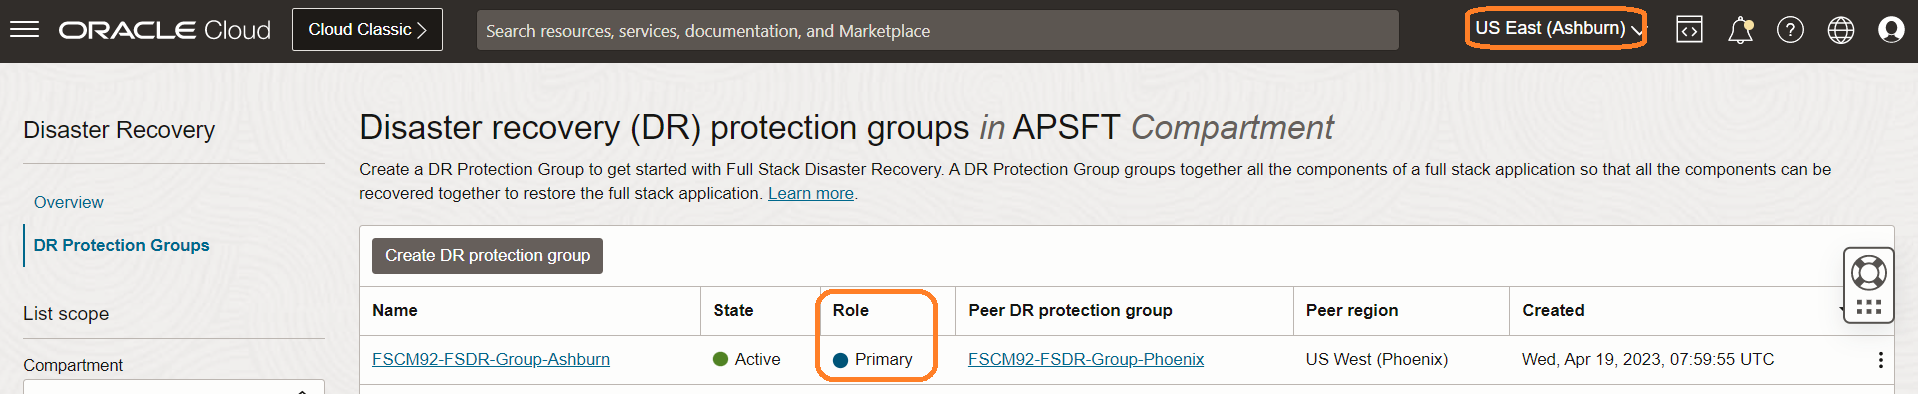 ORACLE Cloud
Cloud Classic >
Search resources, services, documentation, and Marketplace
US East (Ashburn)
Disaster Recovery
Overview
DR Protection Groups
List scope
Compartment
Disaster recovery (DR) protection groups in APSFT Compartment
Create a DR Protection Group to get started with Full Stack Disaster Recovery. A DR Protection Group groups together all the components of a full stack application so that all the components can be
recovered together to restore the full stack application. Learn more.
Create DR protection group
Name State Role Peer DR protection group Peer region Created
FSCM92-FSDR-Group-Ashburn Active Primary FSCM92-FSDR-Group-Phoenix US West (Phoenix) Wed, Apr 19, 2023, 07:59:55 UTC